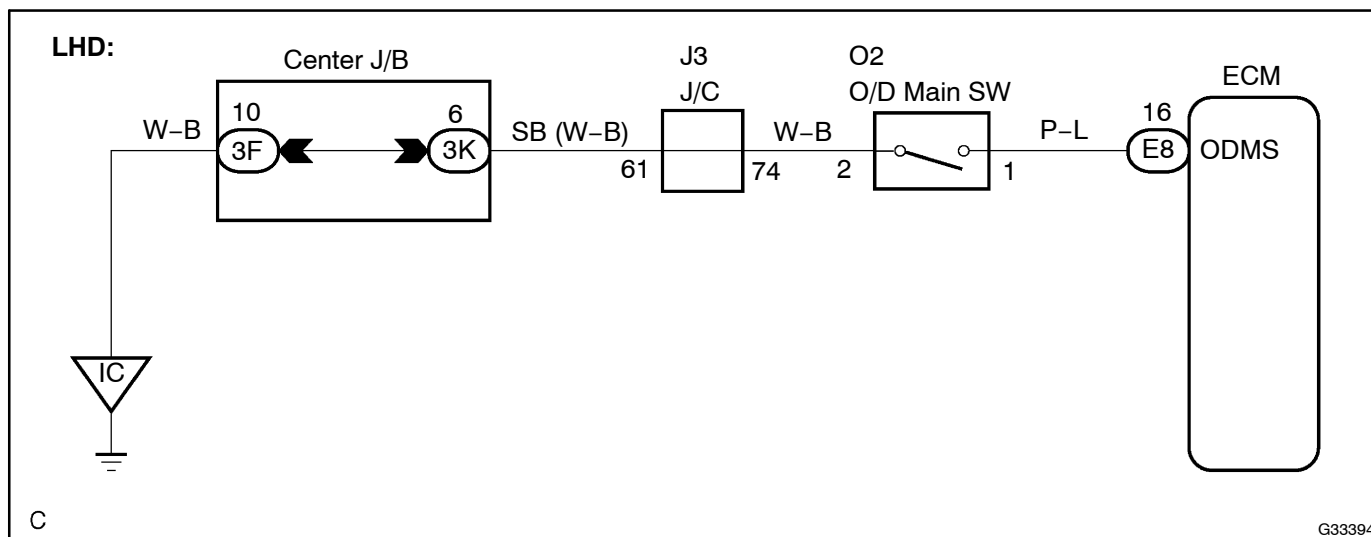 LHD:
Center J/B
J3
J/C
O2
O/D Main SW
ECM
W–B
10
3F
6
3K
SB (W–B)
61
74
W–B
2
1
P–L
16
E8
ODMS
IC
C
G33394